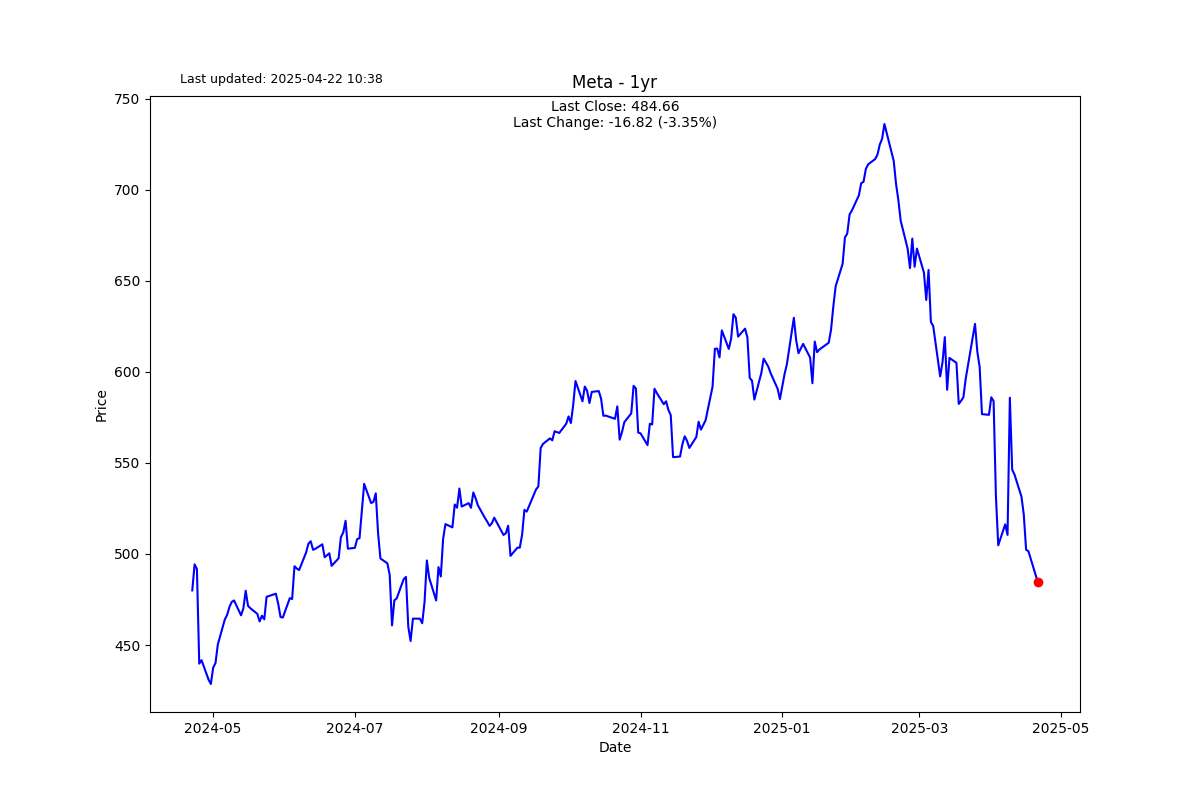 Last updated: 2025-04-22 10:38
Meta - 1yr
Last Close: 484.66
Last Change: -16.82 (-3.35%)
750
700
650
600
550
500
450
Price
2024-05
2024-07
2024-09
2024-11
2025-01
2025-03
2025-05
Date